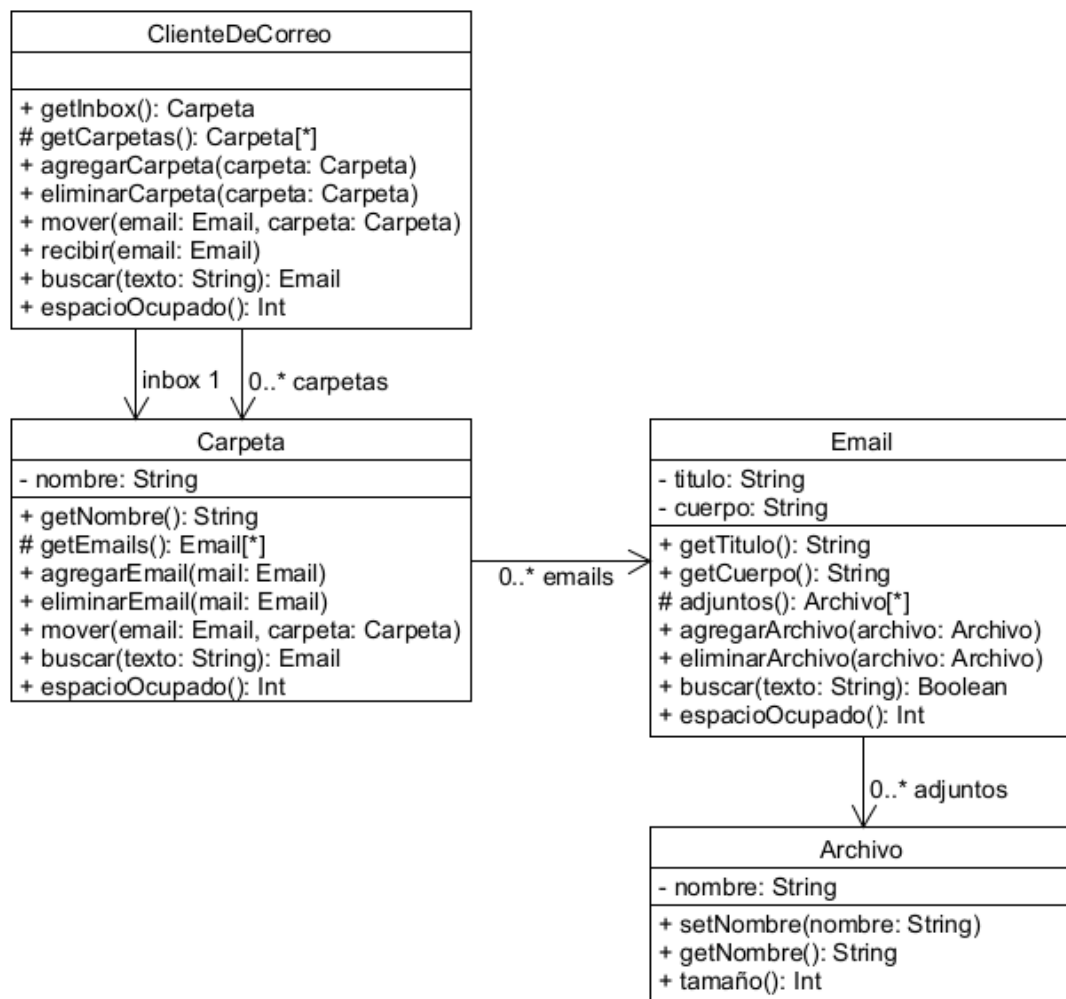 ClienteDeCorreo
+ getInbox(): Carpeta
# getCarpetas(): Carpeta[*]
+ agregarCarpeta(carpeta: Carpeta)
+ eliminarCarpeta(carpeta: Carpeta)
+ mover(email: Email, carpeta: Carpeta)
+ recibir(email: Email)
+ buscar(texto: String): Email
+ espacioOcupado(): Int
inbox 1
0..* carpetas
Carpeta
- nombre: String
+ getNombre(): String
# getEmails(): Email[*]
+ agregarEmail(mail: Email)
+ eliminarEmail(mail: Email)
+ mover(email: Email, carpeta: Carpeta)
+ buscar(texto: String): Email
+ espacioOcupado(): Int
0..* emails
Email
- titulo: String
- cuerpo: String
+ getTitulo(): String
+ getCuerpo(): String
# adjuntos(): Archivo[*]
+ agregarArchivo(archivo: Archivo)
+ eliminarArchivo(archivo: Archivo)
+ buscar(texto: String): Boolean
+ espacioOcupado(): Int
0..* adjuntos
Archivo
- nombre: String
+ setNombre(nombre: String)
+ getNombre(): String
+ tamaño(): Int